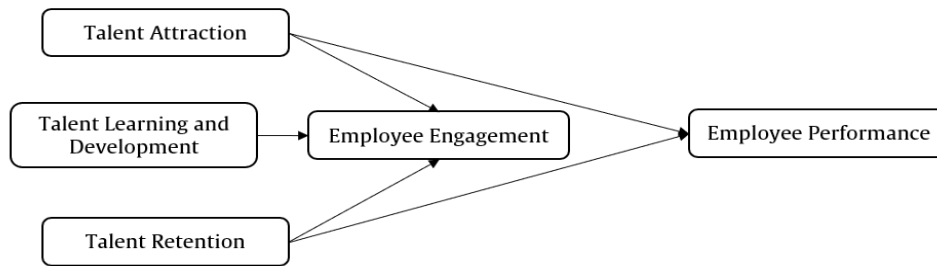 Talent Attraction
Talent Learning and
Development
Employee Engagement
Employee Performance
Talent Retention